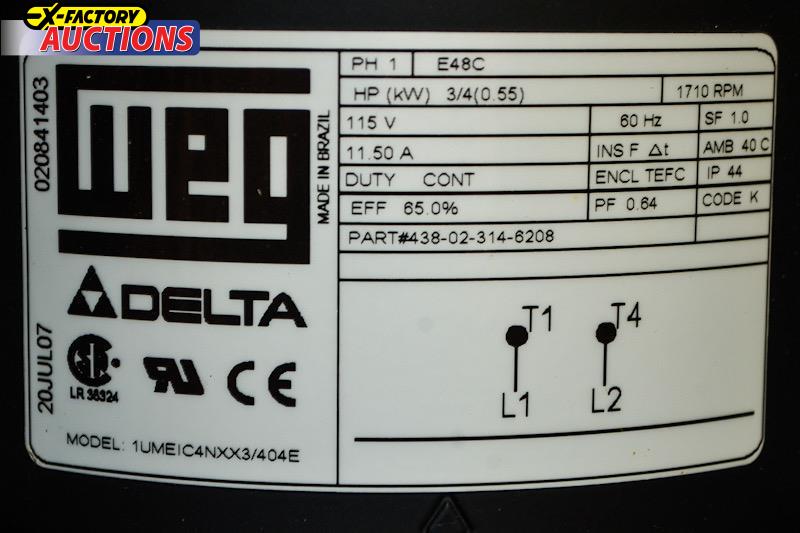 X-FACTORY
AUCTIONS
020841403
weg
MADE IN BRAZIL
DELTA
20JUL07
LR 38324
MODEL: 1UMEIC4NXX3/404E
PH 1 E48C
HP (kW) 3/4(0.55) 1710 RPM
115 V 60 Hz SF 1.0
11.50 A INS F Δt AMB 40 C
DUTY CONT ENCL TEFC IP 44
EFF 65.0% PF 0.64 CODE K
PART#438-02-314-6208
T1 T4
L1 L2